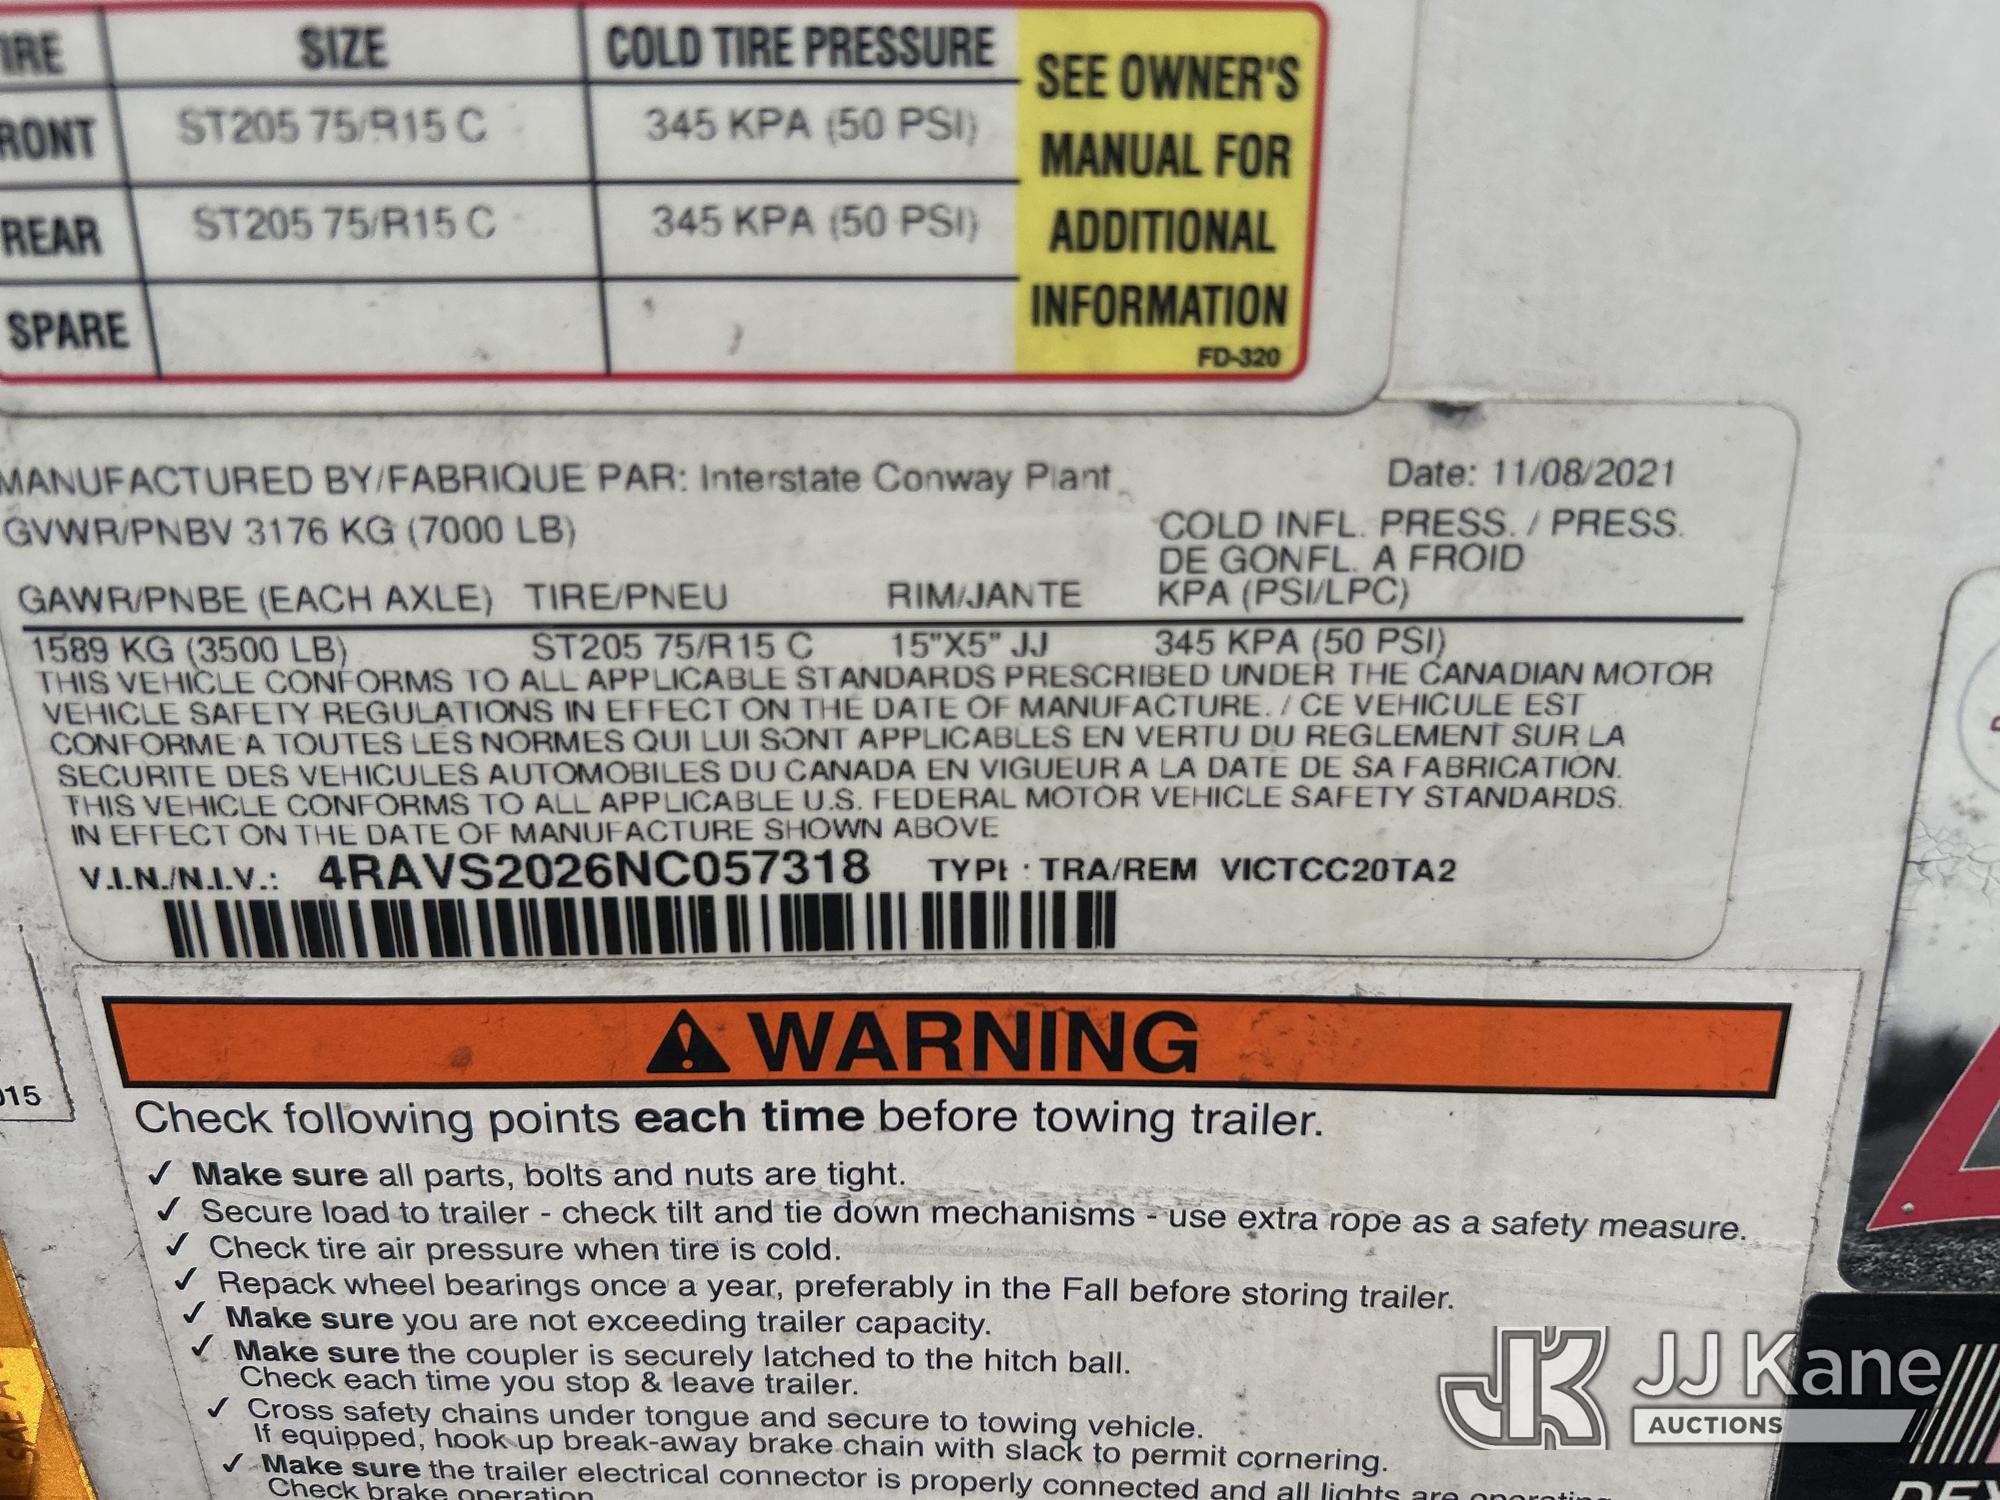 SIZE COLD TIRE PRESSURE SEE OWNER'S
ST205 75/R15 C 345 KPA (50 PSI) MANUAL FOR
REAR ST205 75/R15 C 345 KPA (50 PSI) ADDITIONAL
SPARE INFORMATION
FD-320
MANUFACTURED BY/FABRIQUE PAR: Interstate Conway Plant Date: 11/08/2021
GVWR/PNBV 3176 KG (7000 LB) COLD INFL. PRESS. / PRESS.
DE GONFL. A FROID
GAWR/PNBE (EACH AXLE) TIRE/PNEU RIM/JANTE KPA (PSI/LPC)
1589 KG (3500 LB) ST205 75/R15 C 15"X5" JJ 345 KPA (50 PSI)
THIS VEHICLE CONFORMS TO ALL APPLICABLE STANDARDS PRESCRIBED UNDER THE CANADIAN MOTOR
VEHICLE SAFETY REGULATIONS IN EFFECT ON THE DATE OF MANUFACTURE. / CE VEHICULE EST
CONFORME A TOUTES LES NORMES QUI LUI SONT APPLICABLES EN VERTU DU REGLEMENT SUR LA
SECURITE DES VEHICULES AUTOMOBILES DU CANADA EN VIGUEUR A LA DATE DE SA FABRICATION.
THIS VEHICLE CONFORMS TO ALL APPLICABLE U.S. FEDERAL MOTOR VEHICLE SAFETY STANDARDS.
IN EFFECT ON THE DATE OF MANUFACTURE SHOWN ABOVE
V.I.N./N.I.V.: 4RAVS2026NC057318 TYPE : TRA/REM VICTCC20TA2
WARNING
Check following points each time before towing trailer.
✓ Make sure all parts, bolts and nuts are tight.
✓ Secure load to trailer - check tilt and tie down mechanisms - use extra rope as a safety measure.
✓ Check tire air pressure when tire is cold.
✓ Repack wheel bearings once a year, preferably in the Fall before storing trailer.
✓ Make sure you are not exceeding trailer capacity.
✓ Make sure the coupler is securely latched to the hitch ball.
Check each time you stop & leave trailer.
✓ Cross safety chains under tongue and secure to towing vehicle.
If equipped, hook up break-away brake chain with slack to permit cornering.
✓ Make sure the trailer electrical connector is properly connected and all lights are operating
Check brake operation
JK JJ Kane
AUCTIONS